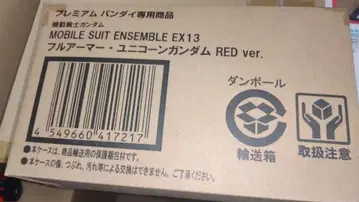 プレミアム バンダイ専用商品
機動戦士ガンダム
MOBILE SUIT ENSEMBLE EX13
フルアーマー・ユニコーンガンダム RED ver.
4 549660 417217
ダンボール
輸送箱
取扱注意
●本ケースは、商品輸送用の保護梱包材です。
●本ケースの傷、つぶれ、汚れ等による交換はできません。ご了承ください。